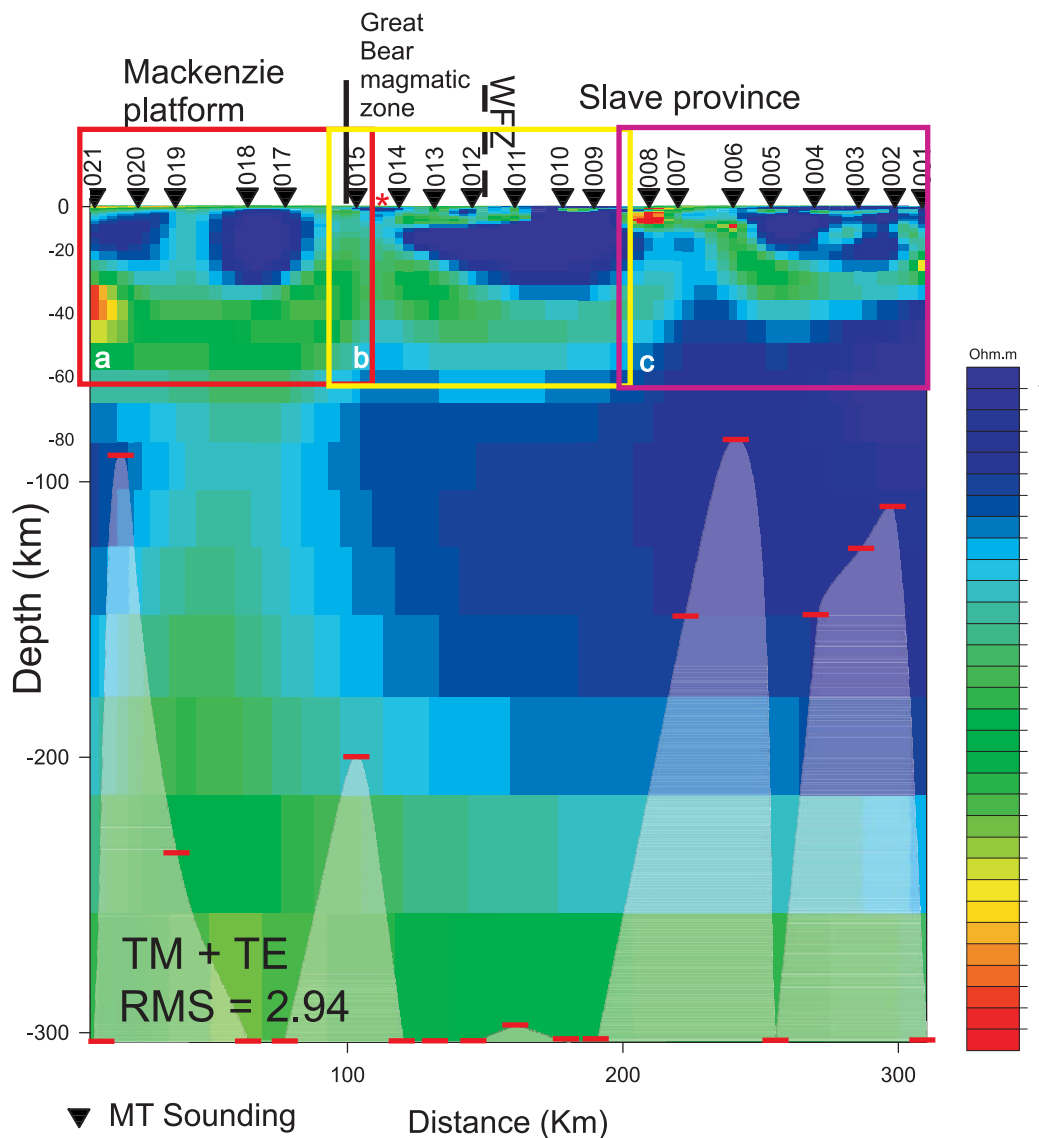 Great
Bear
magmatic
zone
Mackenzie
platform
WFZ
Slave province
021 020 019 018 017 015 014 013 012 011 010 009 008 007 006 005 004 003 002
*
0
-20
-40
-60
-80
-100
-200
-300
Depth (km)
a
b
c
Ohm.m
TM + TE
RMS = 2.94
100 200 300
MT Sounding
Distance (Km)